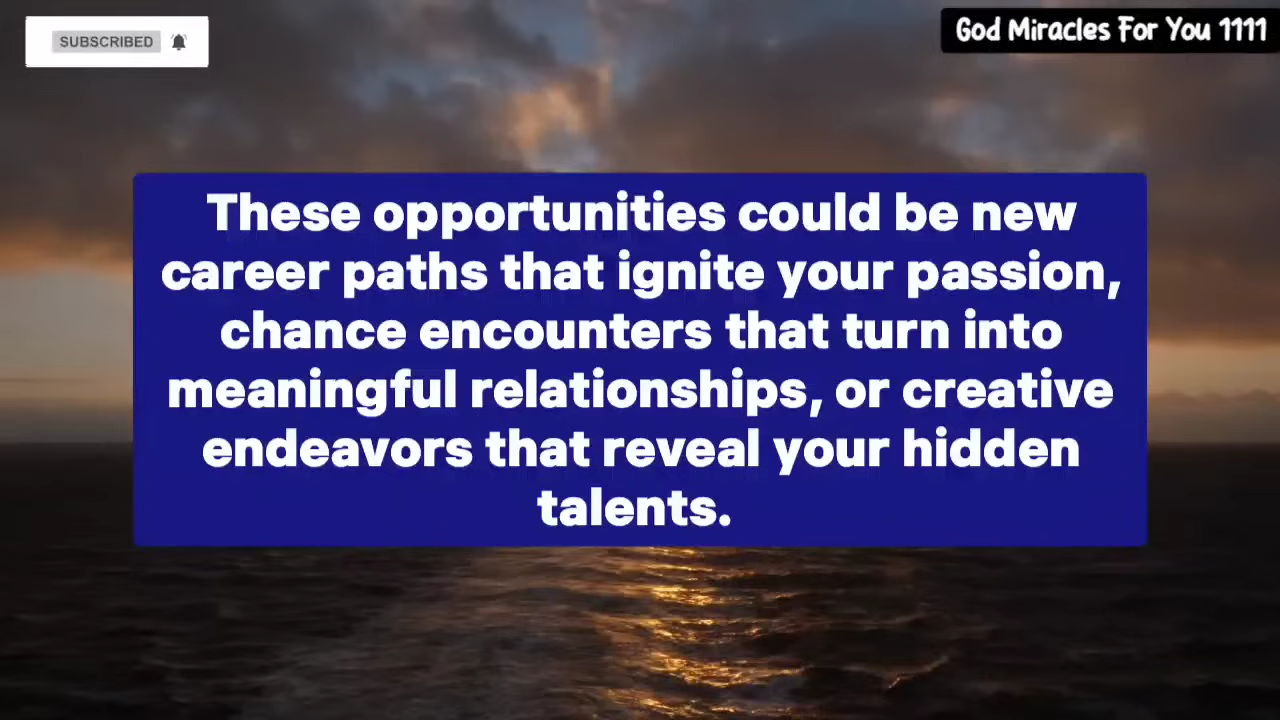 SUBSCRIBED
God Miracles For You 1111
These opportunities could be new
career paths that ignite your passion,
chance encounters that turn into
meaningful relationships, or creative
endeavors that reveal your hidden
talents.